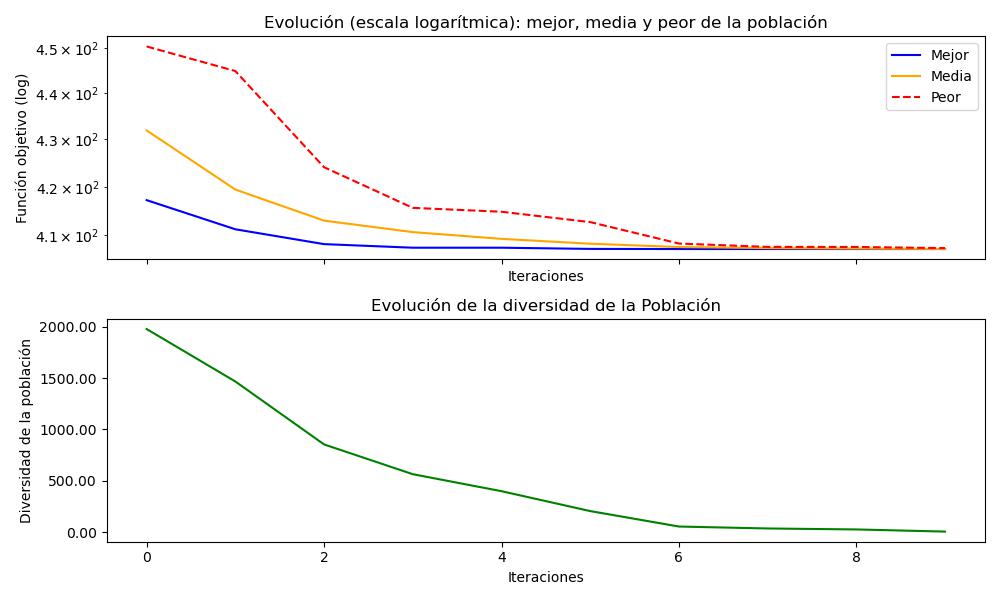 Evolución (escala logarítmica): mejor, media y peor de la población
Función objetivo (log)
4.5 × 10²
4.4 × 10²
4.3 × 10²
4.2 × 10²
4.1 × 10²
Mejor
Media
Peor
Iteraciones
Evolución de la diversidad de la Población
Diversidad de la población
2000.00
1500.00
1000.00
500.00
0.00
0 2 4 6 8
Iteraciones